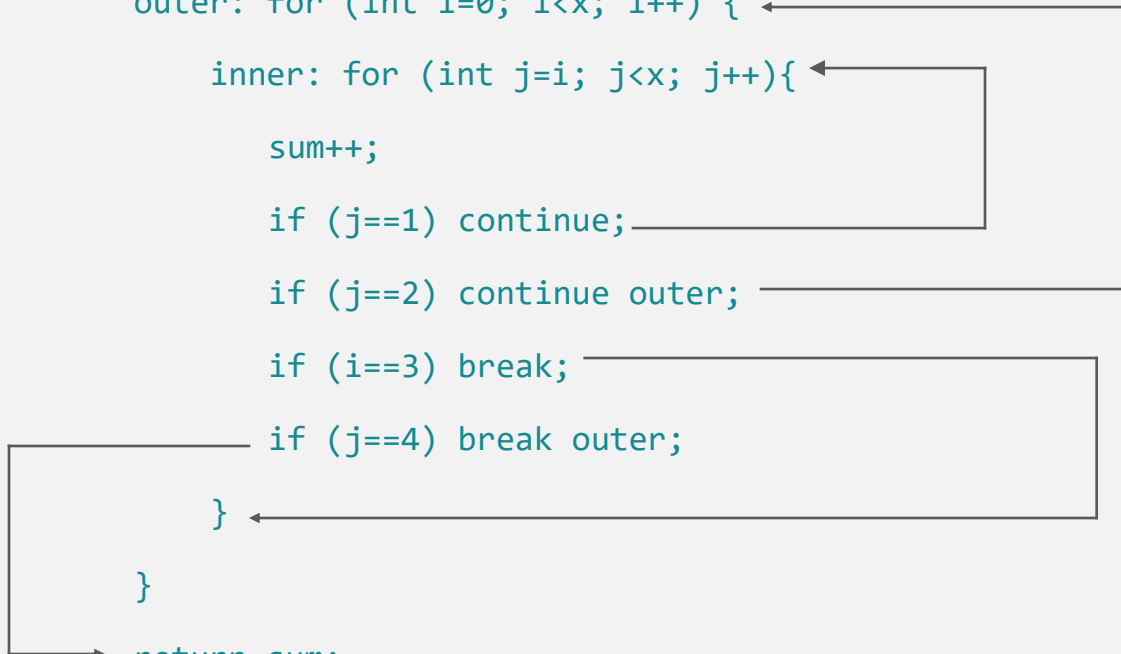 outer: for (int i=0; i<x; i++) {
inner: for (int j=i; j<x; j++){
sum++;
if (j==1) continue;
if (j==2) continue outer;
if (i==3) break;
if (j==4) break outer;
}
}
return sum;